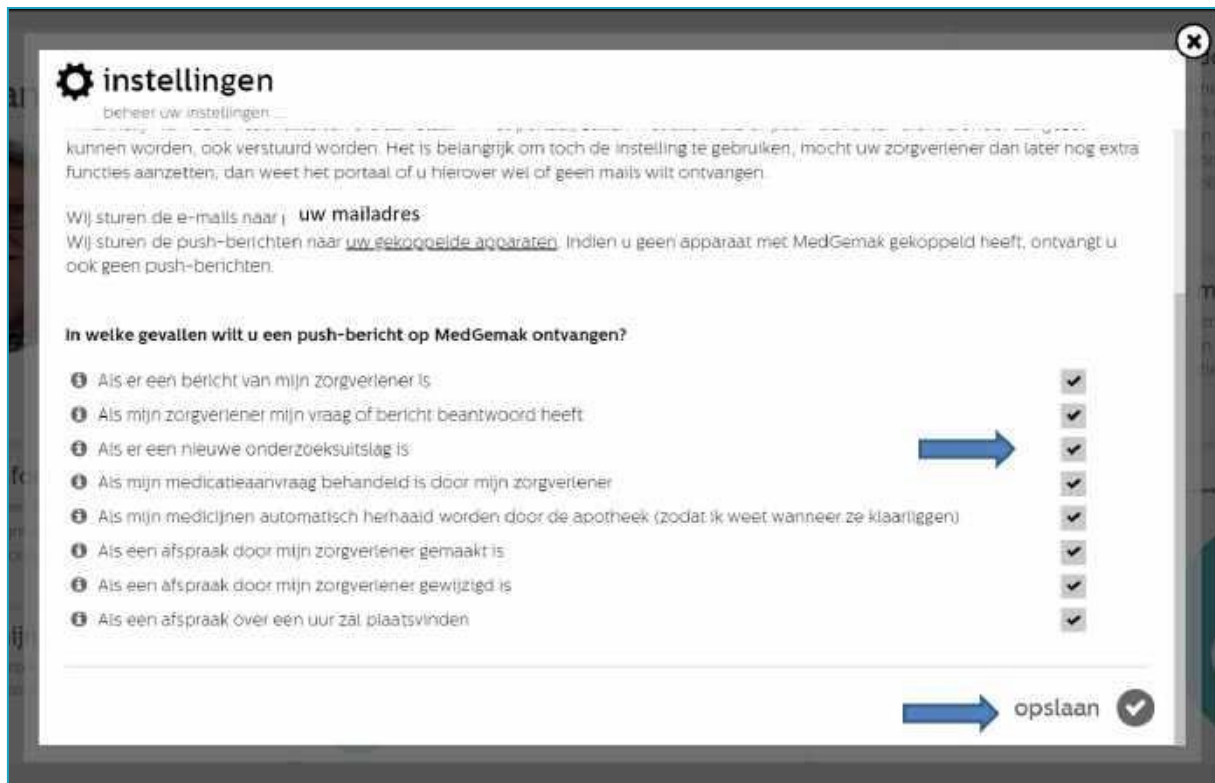 instellingen
beheer uw instellingen ...
kunnen worden, ook verstuurd worden. Het is belangrijk om toch de instelling te gebruiken, mocht uw zorgverlener dan later nog extra
functies aanzetten, dan weet het portaal of u hierover wel of geen mails wilt ontvangen.
Wij sturen de e-mails naar uw mailadres
Wij sturen de push-berichten naar uw gekoppelde apparaten. Indien u geen apparaat met MedGemak gekoppeld heeft, ontvangt u
ook geen push-berichten.
In welke gevallen wilt u een push-bericht op MedGemak ontvangen?
Als er een bericht van mijn zorgverlener is
Als mijn zorgverlener mijn vraag of bericht beantwoord heeft
Als er een nieuwe onderzoeksuitslag is
Als mijn medicatieaanvraag behandeld is door mijn zorgverlener
Als mijn medicijnen automatisch herhaald worden door de apotheek (zodat ik weet wanneer ze klaarliggen)
Als een afspraak door mijn zorgverlener gemaakt is
Als een afspraak door mijn zorgverlener gewijzigd is
Als een afspraak over een uur zal plaatsvinden
opslaan